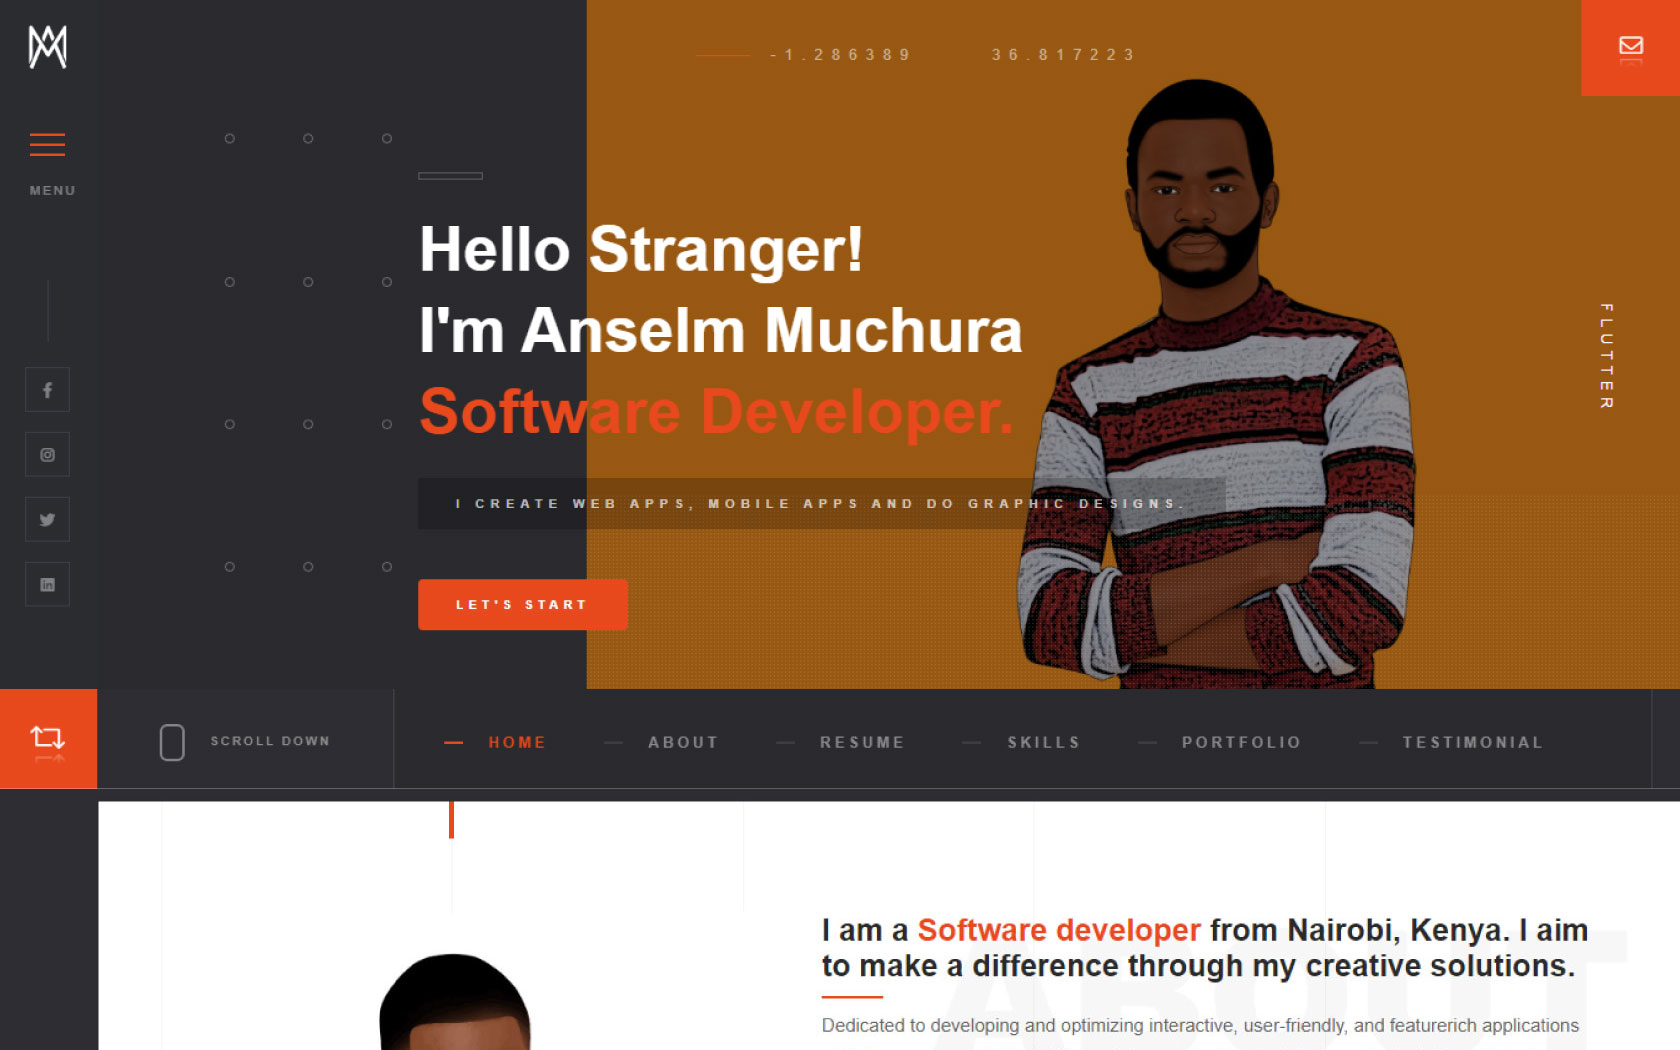 -1.286389 36.817223
MENU
Hello Stranger!
I'm Anselm Muchura
Software Developer.
FLUTTER
I CREATE WEB APPS, MOBILE APPS AND DO GRAPHIC DESIGNS.
LET'S START
SCROLL DOWN
HOME ABOUT RESUME SKILLS PORTFOLIO TESTIMONIAL
ABOUT
I am a Software developer from Nairobi, Kenya. I aim
to make a difference through my creative solutions.
Dedicated to developing and optimizing interactive, user-friendly, and featurerich applications